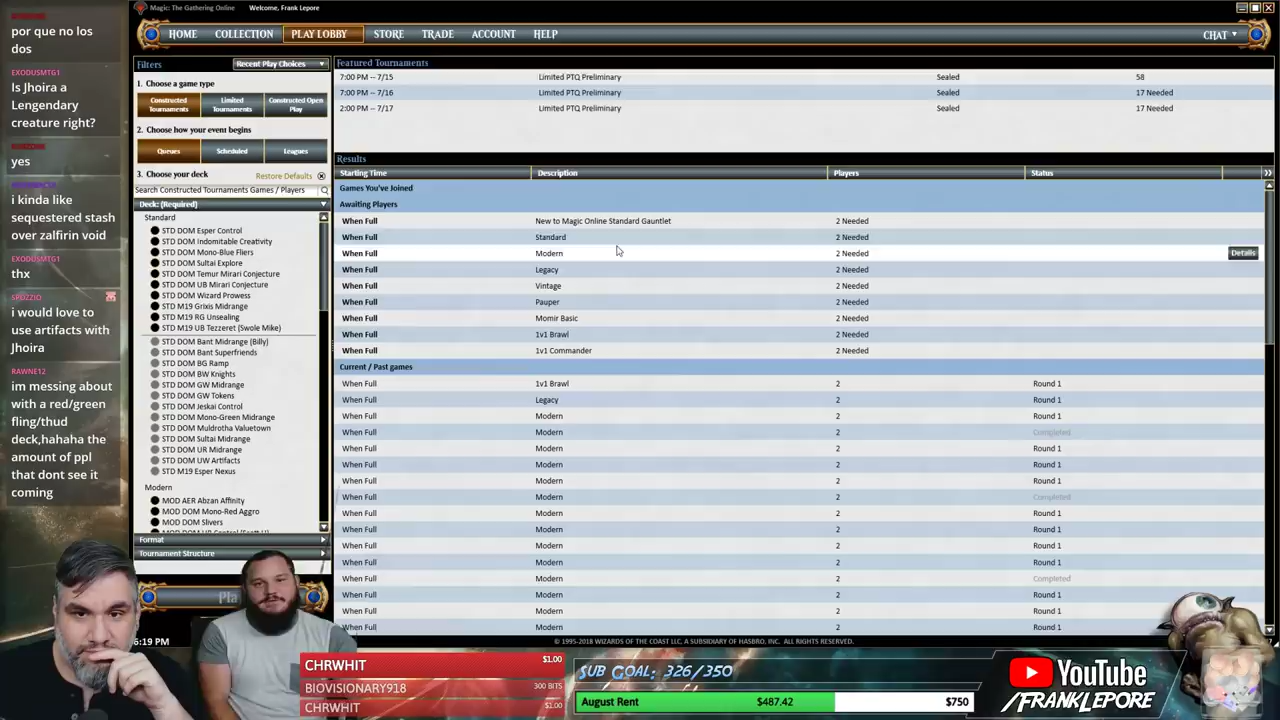 por que no los
dos
EXODUSMTG1
Is Jhoira a
Lengendary
creature right?
yes
i kinda like
sequestered stash
over zalfirin void
EXODUSMTG1
thx
SPOZZIO
i would love to
use artifacts with
Jhoira
RAWNE12
im messing about
with a red/green
fling/thud
deck,hahaha the
amount of ppl
that dont see it
coming
Magic: The Gathering Online Welcome, Frank Lepore
HOME COLLECTION PLAY LOBBY STORE TRADE ACCOUNT HELP CHAT
Filters Recent Play Choices
1. Choose a game type
Constructed Tournaments Limited Tournaments Constructed Open Play
2. Choose how your event begins
Queues Scheduled Leagues
3. Choose your deck Restore Defaults
Search Constructed Tournaments Games / Players
Deck: (Required)
Standard
STD DOM Esper Control
STD DOM Indomitable Creativity
STD DOM Mono-Blue Fliers
STD DOM Sultai Explore
STD DOM Temur Mirari Conjecture
STD DOM UB Mirari Conjecture
STD DOM Wizard Prowess
STD M19 Grixis Midrange
STD M19 RG Unsealing
STD M19 UB Tezzeret (Swole Mike)
STD DOM Bant Midrange (Billy)
STD DOM Bant Superfriends
STD DOM BG Ramp
STD DOM BW Knights
STD DOM GW Midrange
STD DOM GW Tokens
STD DOM Jeskai Control
STD DOM Mono-Green Midrange
STD DOM Muldrotha Valuetown
STD DOM Sultai Midrange
STD DOM UR Midrange
STD DOM UW Artifacts
STD M19 Esper Nexus
Modern
MOD AER Abzan Affinity
MOD DOM Mono-Red Aggro
MOD DOM Slivers
Format
Tournament Structure
Featured Tournaments
7:00 PM -- 7/15 Limited PTQ Preliminary Sealed 58
7:00 PM -- 7/16 Limited PTQ Preliminary Sealed 17 Needed
2:00 PM -- 7/17 Limited PTQ Preliminary Sealed 17 Needed
Results
Starting Time Description Players Status
Games You've Joined
Awaiting Players
When Full New to Magic Online Standard Gauntlet 2 Needed
When Full Standard 2 Needed
When Full Modern 2 Needed Details
When Full Legacy 2 Needed
When Full Vintage 2 Needed
When Full Pauper 2 Needed
When Full Momir Basic 2 Needed
When Full 1v1 Brawl 2 Needed
When Full 1v1 Commander 2 Needed
Current / Past games
When Full 1v1 Brawl 2 Round 1
When Full Legacy 2 Round 1
When Full Modern 2 Round 1
When Full Modern 2 Completed
When Full Modern 2 Round 1
When Full Modern 2 Round 1
When Full Modern 2 Round 1
When Full Modern 2 Completed
When Full Modern 2 Round 1
When Full Modern 2 Round 1
When Full Modern 2 Round 1
When Full Modern 2 Round 1
When Full Modern 2 Completed
When Full Modern 2 Round 1
When Full Modern 2 Round 1
When Full Modern 2 Round 1
© 1995-2018 WIZARDS OF THE COAST LLC, A SUBSIDIARY OF HASBRO, INC. ALL RIGHTS RESERVED.
6:19 PM
CHRWHIT $1.00
BIOVISIONARY918 300 BITS
CHRWHIT $1.00
SUB GOAL: 326/350
August Rent $487.42 $750
YouTube
/FRANKLEPORE